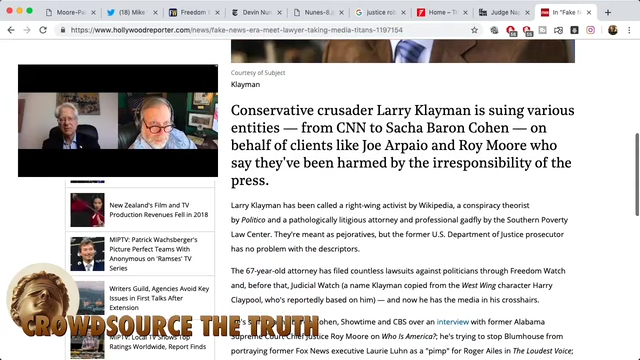 Moore-Pa
(18) Mike
Freedom
Devin Nu
Nunes-8.
justice ro
Home – T
Judge Na
In "Fake
https://www.hollywoodreporter.com/news/fake-news-era-meet-lawyer-taking-media-titans-1197154
Courtesy of Subject
Klayman
Conservative crusader Larry Klayman is suing various
entities — from CNN to Sacha Baron Cohen — on
behalf of clients like Joe Arpaio and Roy Moore who
say they've been harmed by the irresponsibility of the
press.
Larry Klayman has been called a right-wing activist by Wikipedia, a conspiracy theorist
by Politico and a pathologically litigious attorney and professional gadfly by the Southern Poverty
Law Center. They're meant as pejoratives, but the former U.S. Department of Justice prosecutor
has no problem with the descriptors.
The 67-year-old attorney has filed countless lawsuits against politicians through Freedom Watch
and, before that, Judicial Watch (a name Klayman copied from the West Wing character Harry
Claypool, who's reportedly based on him) — and now he has the media in his crosshairs.
Cohen, Showtime and CBS over an interview with former Alabama
Supreme Court Chief Justice Roy Moore on Who Is America?; he's trying to stop Blumhouse from
portraying former Fox News executive Laurie Luhn as a "pimp" for Roger Ailes in The Loudest Voice;
New Zealand's Film and TV
Production Revenues Fell in 2018
MIPTV: Patrick Wachsberger's
Picture Perfect Teams With
Anonymous on 'Ramses' TV
Series
Writers Guild, Agencies Avoid Key
Issues in First Talks After
Extension
MIPTV: Local TV Shows Top
Ratings Worldwide, Report Finds
CROWDSOURCE THE TRUTH